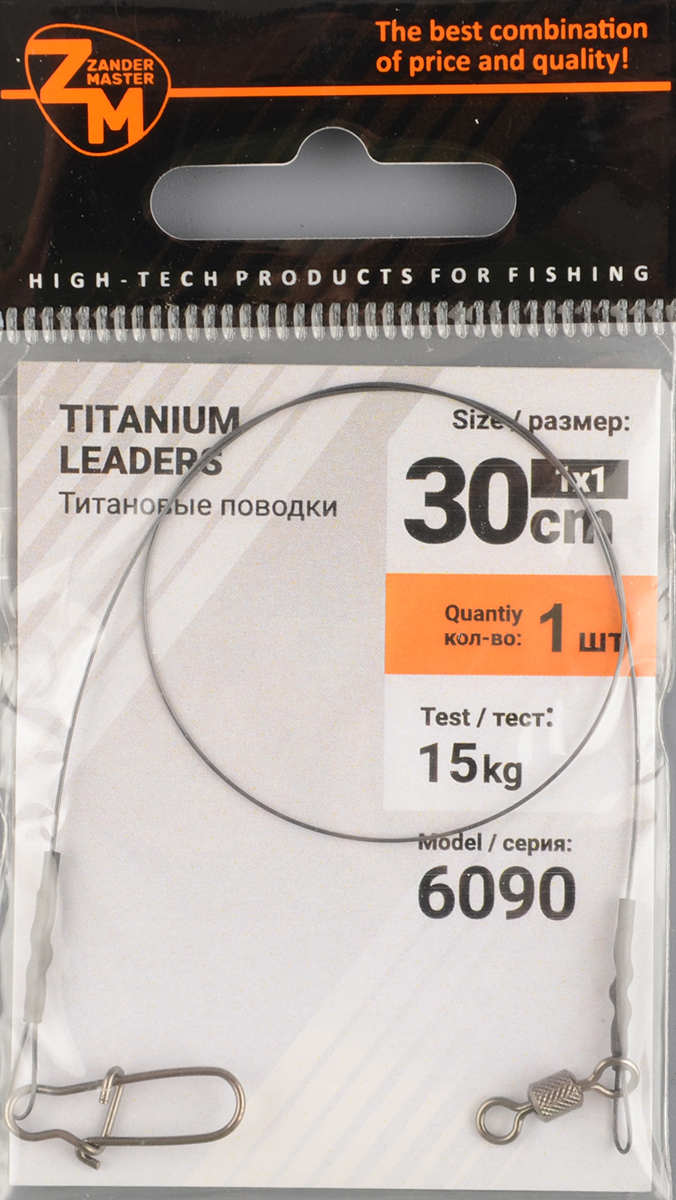 ZANDER
MASTER
ZM
The best combination
of price and quality!
HIGH-TECH PRODUCTS FOR FISHING
TITANIUM
LEADERS
Титановые поводки
Size / размер:
30 cm
1x1
Quantiy
кол-во:
1 шт
Test / тест:
15kg
Model / серия:
6090